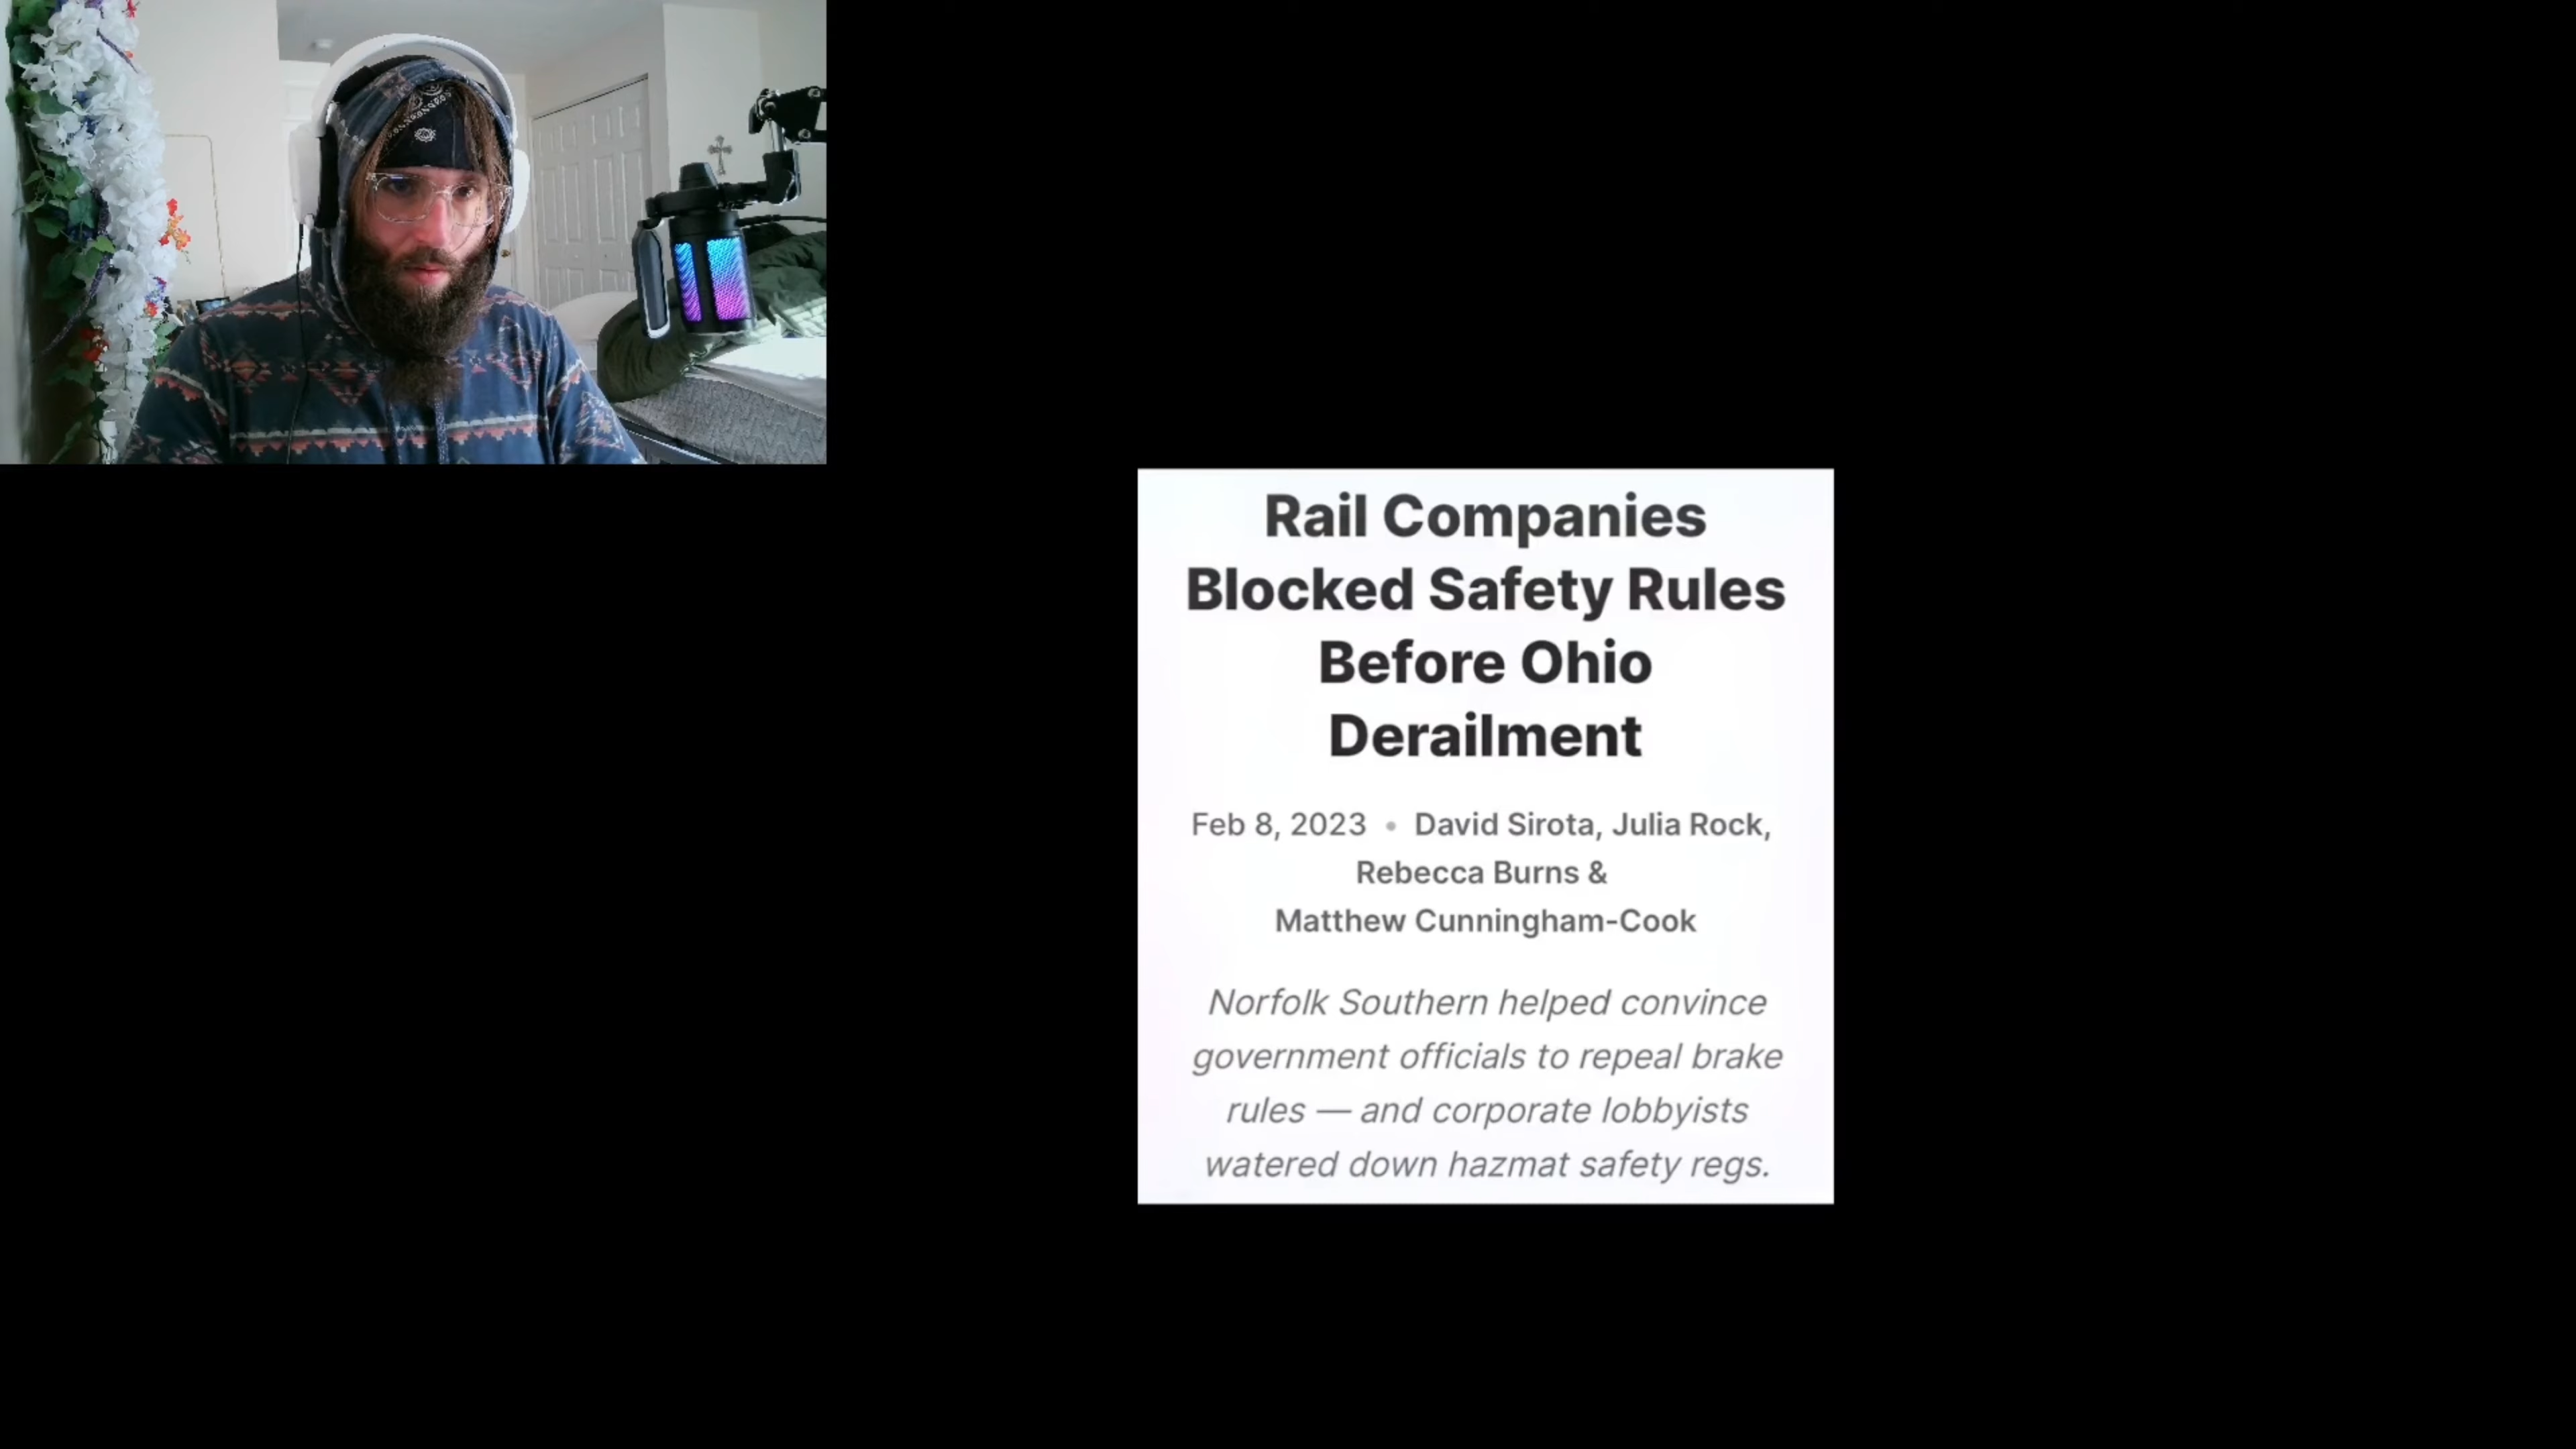 Rail Companies
Blocked Safety Rules
Before Ohio
Derailment
Feb 8, 2023 • David Sirota, Julia Rock,
Rebecca Burns &
Matthew Cunningham-Cook
Norfolk Southern helped convince
government officials to repeal brake
rules — and corporate lobbyists
watered down hazmat safety regs.